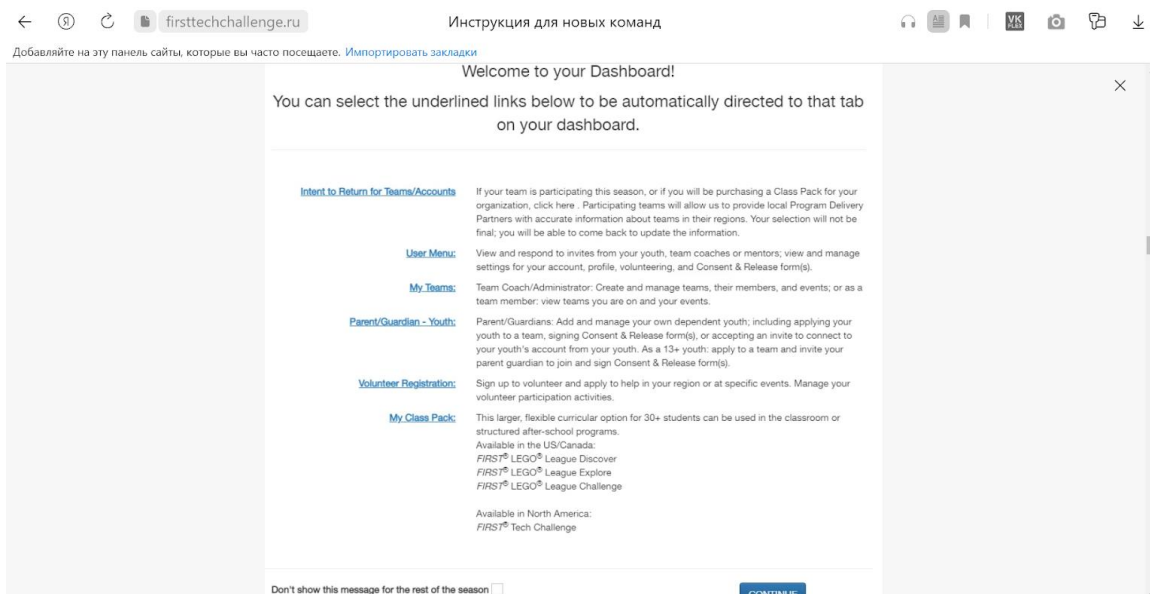 firsttechchallenge.ru
Инструкция для новых команд
Добавляйте на эту панель сайты, которые вы часто посещаете. Импортировать закладки
Welcome to your Dashboard!
You can select the underlined links below to be automatically directed to that tab
on your dashboard.
Intent to Return for Teams/Accounts
If your team is participating this season, or if you will be purchasing a Class Pack for your
organization, click here . Participating teams will allow us to provide local Program Delivery
Partners with accurate information about teams in their regions. Your selection will not be
final; you will be able to come back to update the information.
User Menu:
View and respond to invites from your youth, team coaches or mentors; view and manage
settings for your account, profile, volunteering, and Consent & Release form(s).
My Teams:
Team Coach/Administrator: Create and manage teams, their members, and events; or as a
team member: view teams you are on and your events.
Parent/Guardian - Youth:
Parent/Guardians: Add and manage your own dependent youth; including applying your
youth to a team, signing Consent & Release form(s), or accepting an invite to connect to
your youth's account from your youth. As a 13+ youth: apply to a team and invite your
parent guardian to join and sign Consent & Release form(s).
Volunteer Registration:
Sign up to volunteer and apply to help in your region or at specific events. Manage your
volunteer participation activities.
My Class Pack:
This larger, flexible curricular option for 30+ students can be used in the classroom or
structured after-school programs.
Available in the US/Canada:
FIRST® LEGO® League Discover
FIRST® LEGO® League Explore
FIRST® LEGO® League Challenge
Available in North America:
FIRST® Tech Challenge
Don't show this message for the rest of the season
CONTINUE